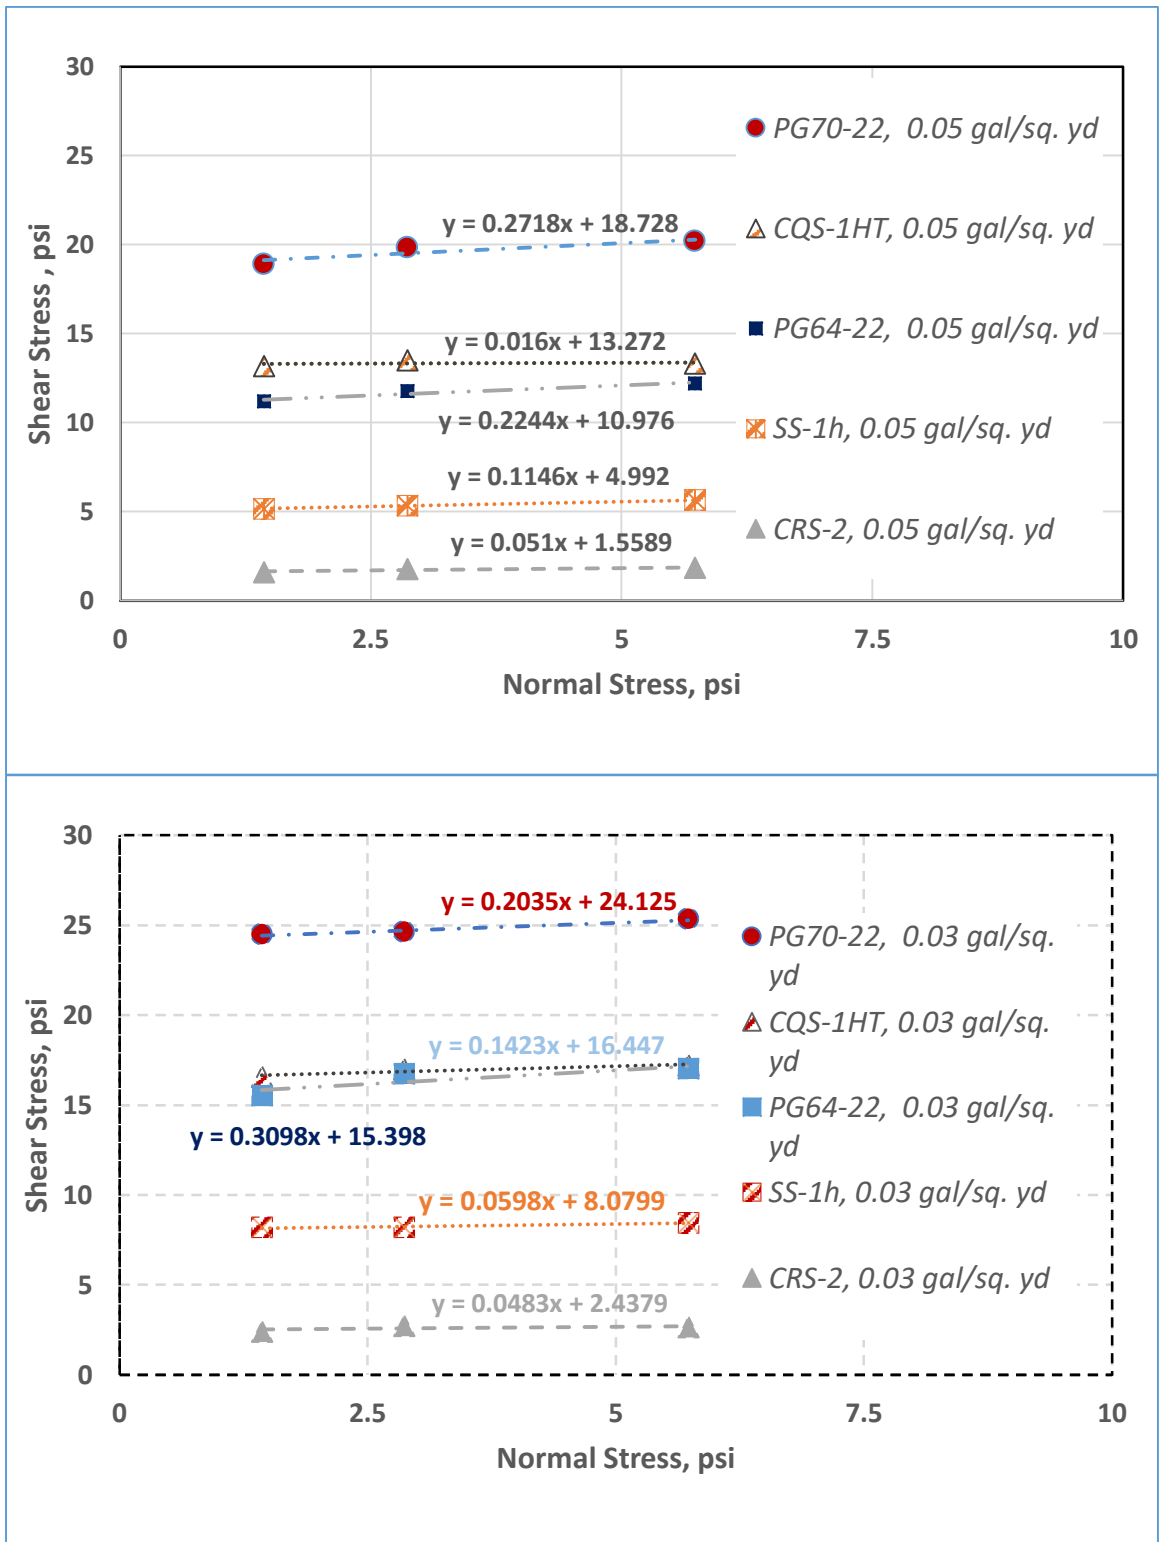 30
25
20
15
10
5
0
0
2.5
5
7.5
10
Shear Stress , psi
Normal Stress, psi
y = 0.2718x + 18.728
y = 0.016x + 13.272
y = 0.2244x + 10.976
y = 0.1146x + 4.992
y = 0.051x + 1.5589
PG70-22, 0.05 gal/sq. yd
CQS-1HT, 0.05 gal/sq. yd
PG64-22, 0.05 gal/sq. yd
SS-1h, 0.05 gal/sq. yd
CRS-2, 0.05 gal/sq. yd
30
25
20
15
10
5
0
0
2.5
5
7.5
10
Shear Stress, psi
Normal Stress, psi
y = 0.2035x + 24.125
y = 0.1423x + 16.447
y = 0.3098x + 15.398
y = 0.0598x + 8.0799
y = 0.0483x + 2.4379
PG70-22, 0.03 gal/sq.
yd
CQS-1HT, 0.03 gal/sq.
yd
PG64-22, 0.03 gal/sq.
yd
SS-1h, 0.03 gal/sq. yd
CRS-2, 0.03 gal/sq. yd